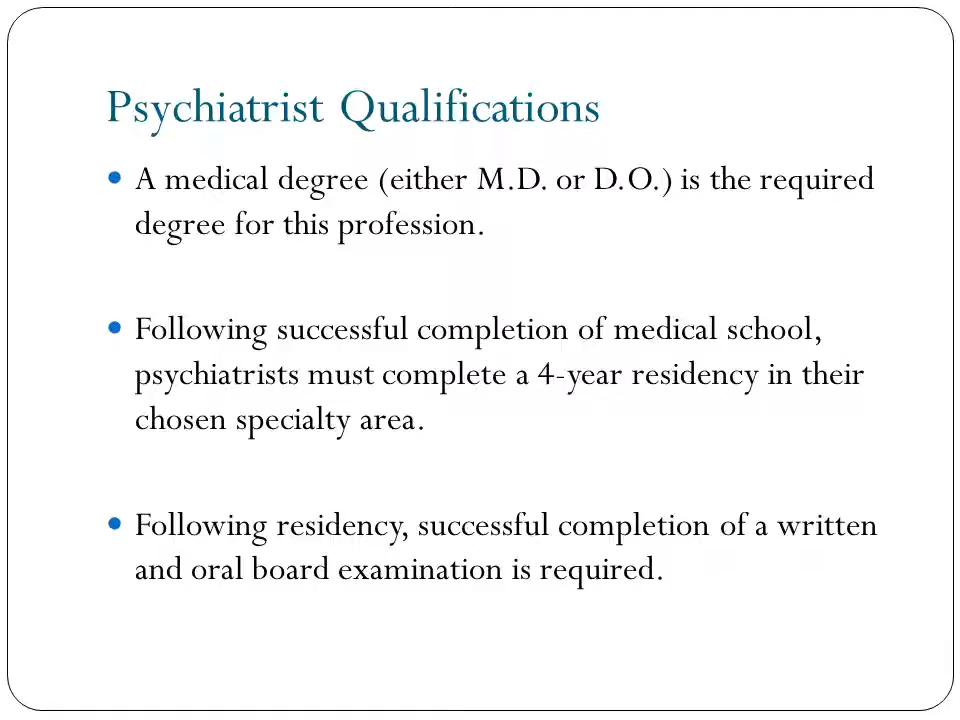 Psychiatrist Qualifications
• A medical degree (either M.D. or D.O.) is the required
degree for this profession.
• Following successful completion of medical school,
psychiatrists must complete a 4-year residency in their
chosen specialty area.
• Following residency, successful completion of a written
and oral board examination is required.